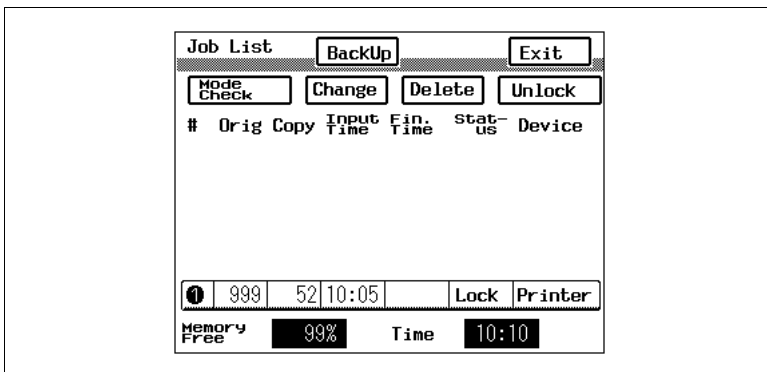 Job List BackUp Exit
Mode Check Change Delete Unlock
# Orig Copy Input Time Fin. Time Stat-us Device
❶ 999 52 10:05 Lock Printer
Memory Free 99% Time 10:10